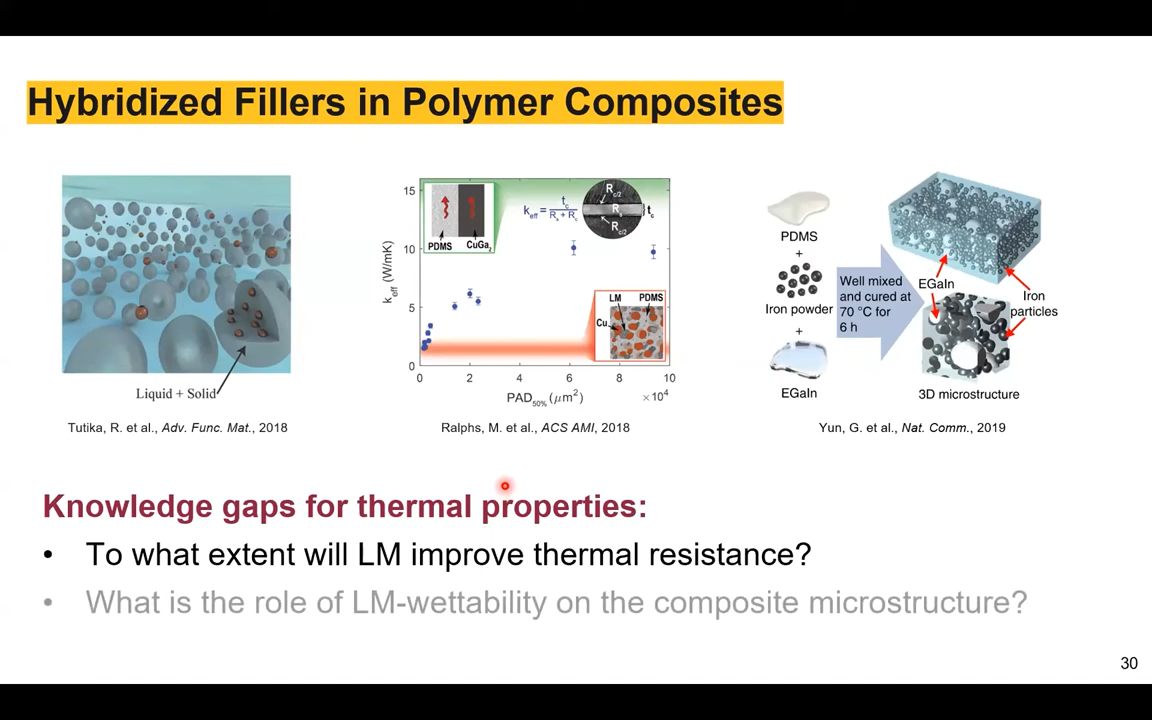 Hybridized Fillers in Polymer Composites
Liquid + Solid
Tutika, R. et al., Adv. Func. Mat., 2018
k_eff (W/mK)
15
10
5
0
0
2
4
6
8
10
×10⁴
PAD_50% (μm²)
PDMS
CuGa₂
k_eff = t_c / (R_s + R_c)
R_c/2
R_s
R_c/2
t_c
LM
PDMS
Cu
Ralphs, M. et al., ACS AMI, 2018
PDMS
+
Iron powder
+
EGaIn
Well mixed
and cured at
70 °C for
6 h
EGaIn
Iron
particles
3D microstructure
Yun, G. et al., Nat. Comm., 2019
Knowledge gaps for thermal properties:
• To what extent will LM improve thermal resistance?
• What is the role of LM-wettability on the composite microstructure?
30